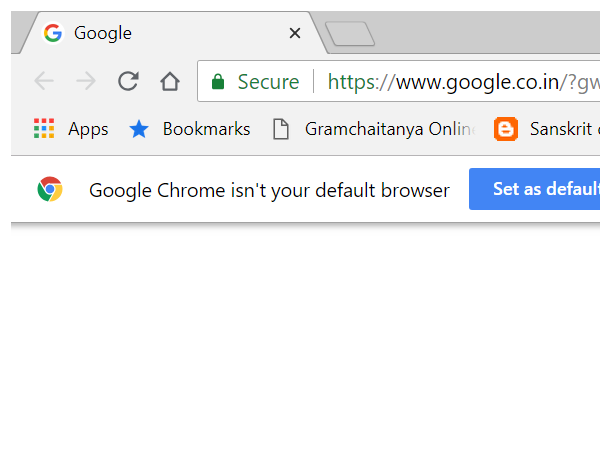 Google
Secure https://www.google.co.in/?gw
Apps Bookmarks Gramchaitanya Onlin Sanskrit
Google Chrome isn't your default browser Set as default